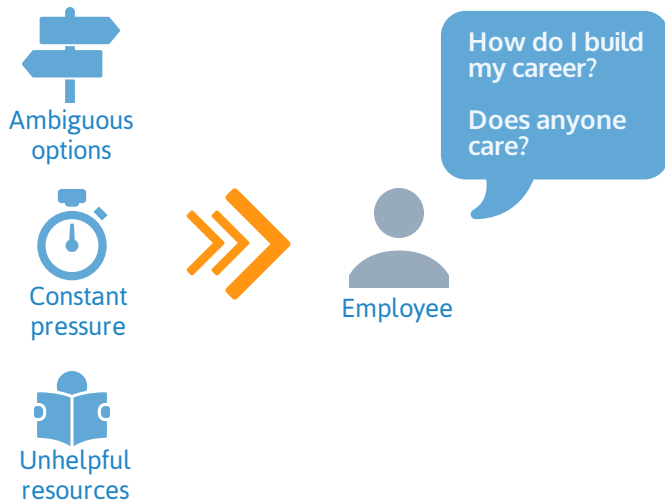 Ambiguous
options
Constant
pressure
Unhelpful
resources
Employee
How do I build
my career?
Does anyone
care?